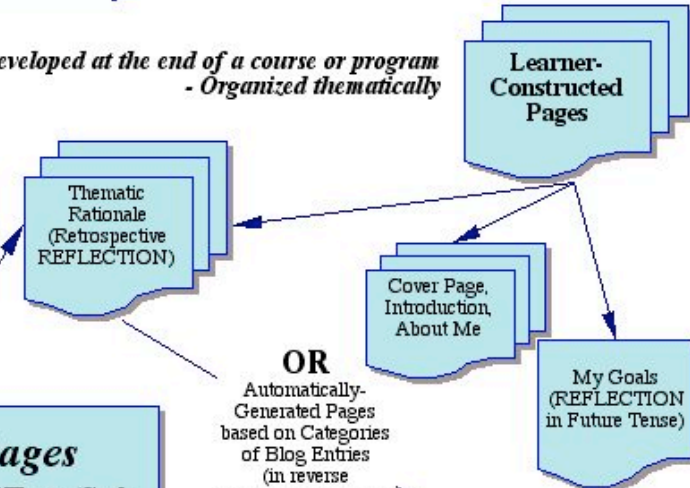 developed at the end of a course or program
- Organized thematically
Learner-
Constructed
Pages
Thematic
Rationale
(Retrospective
REFLECTION)
Cover Page,
Introduction,
About Me
My Goals
(REFLECTION
in Future Tense)
OR
Automatically-
Generated Pages
based on Categories
of Blog Entries
(in reverse
ages